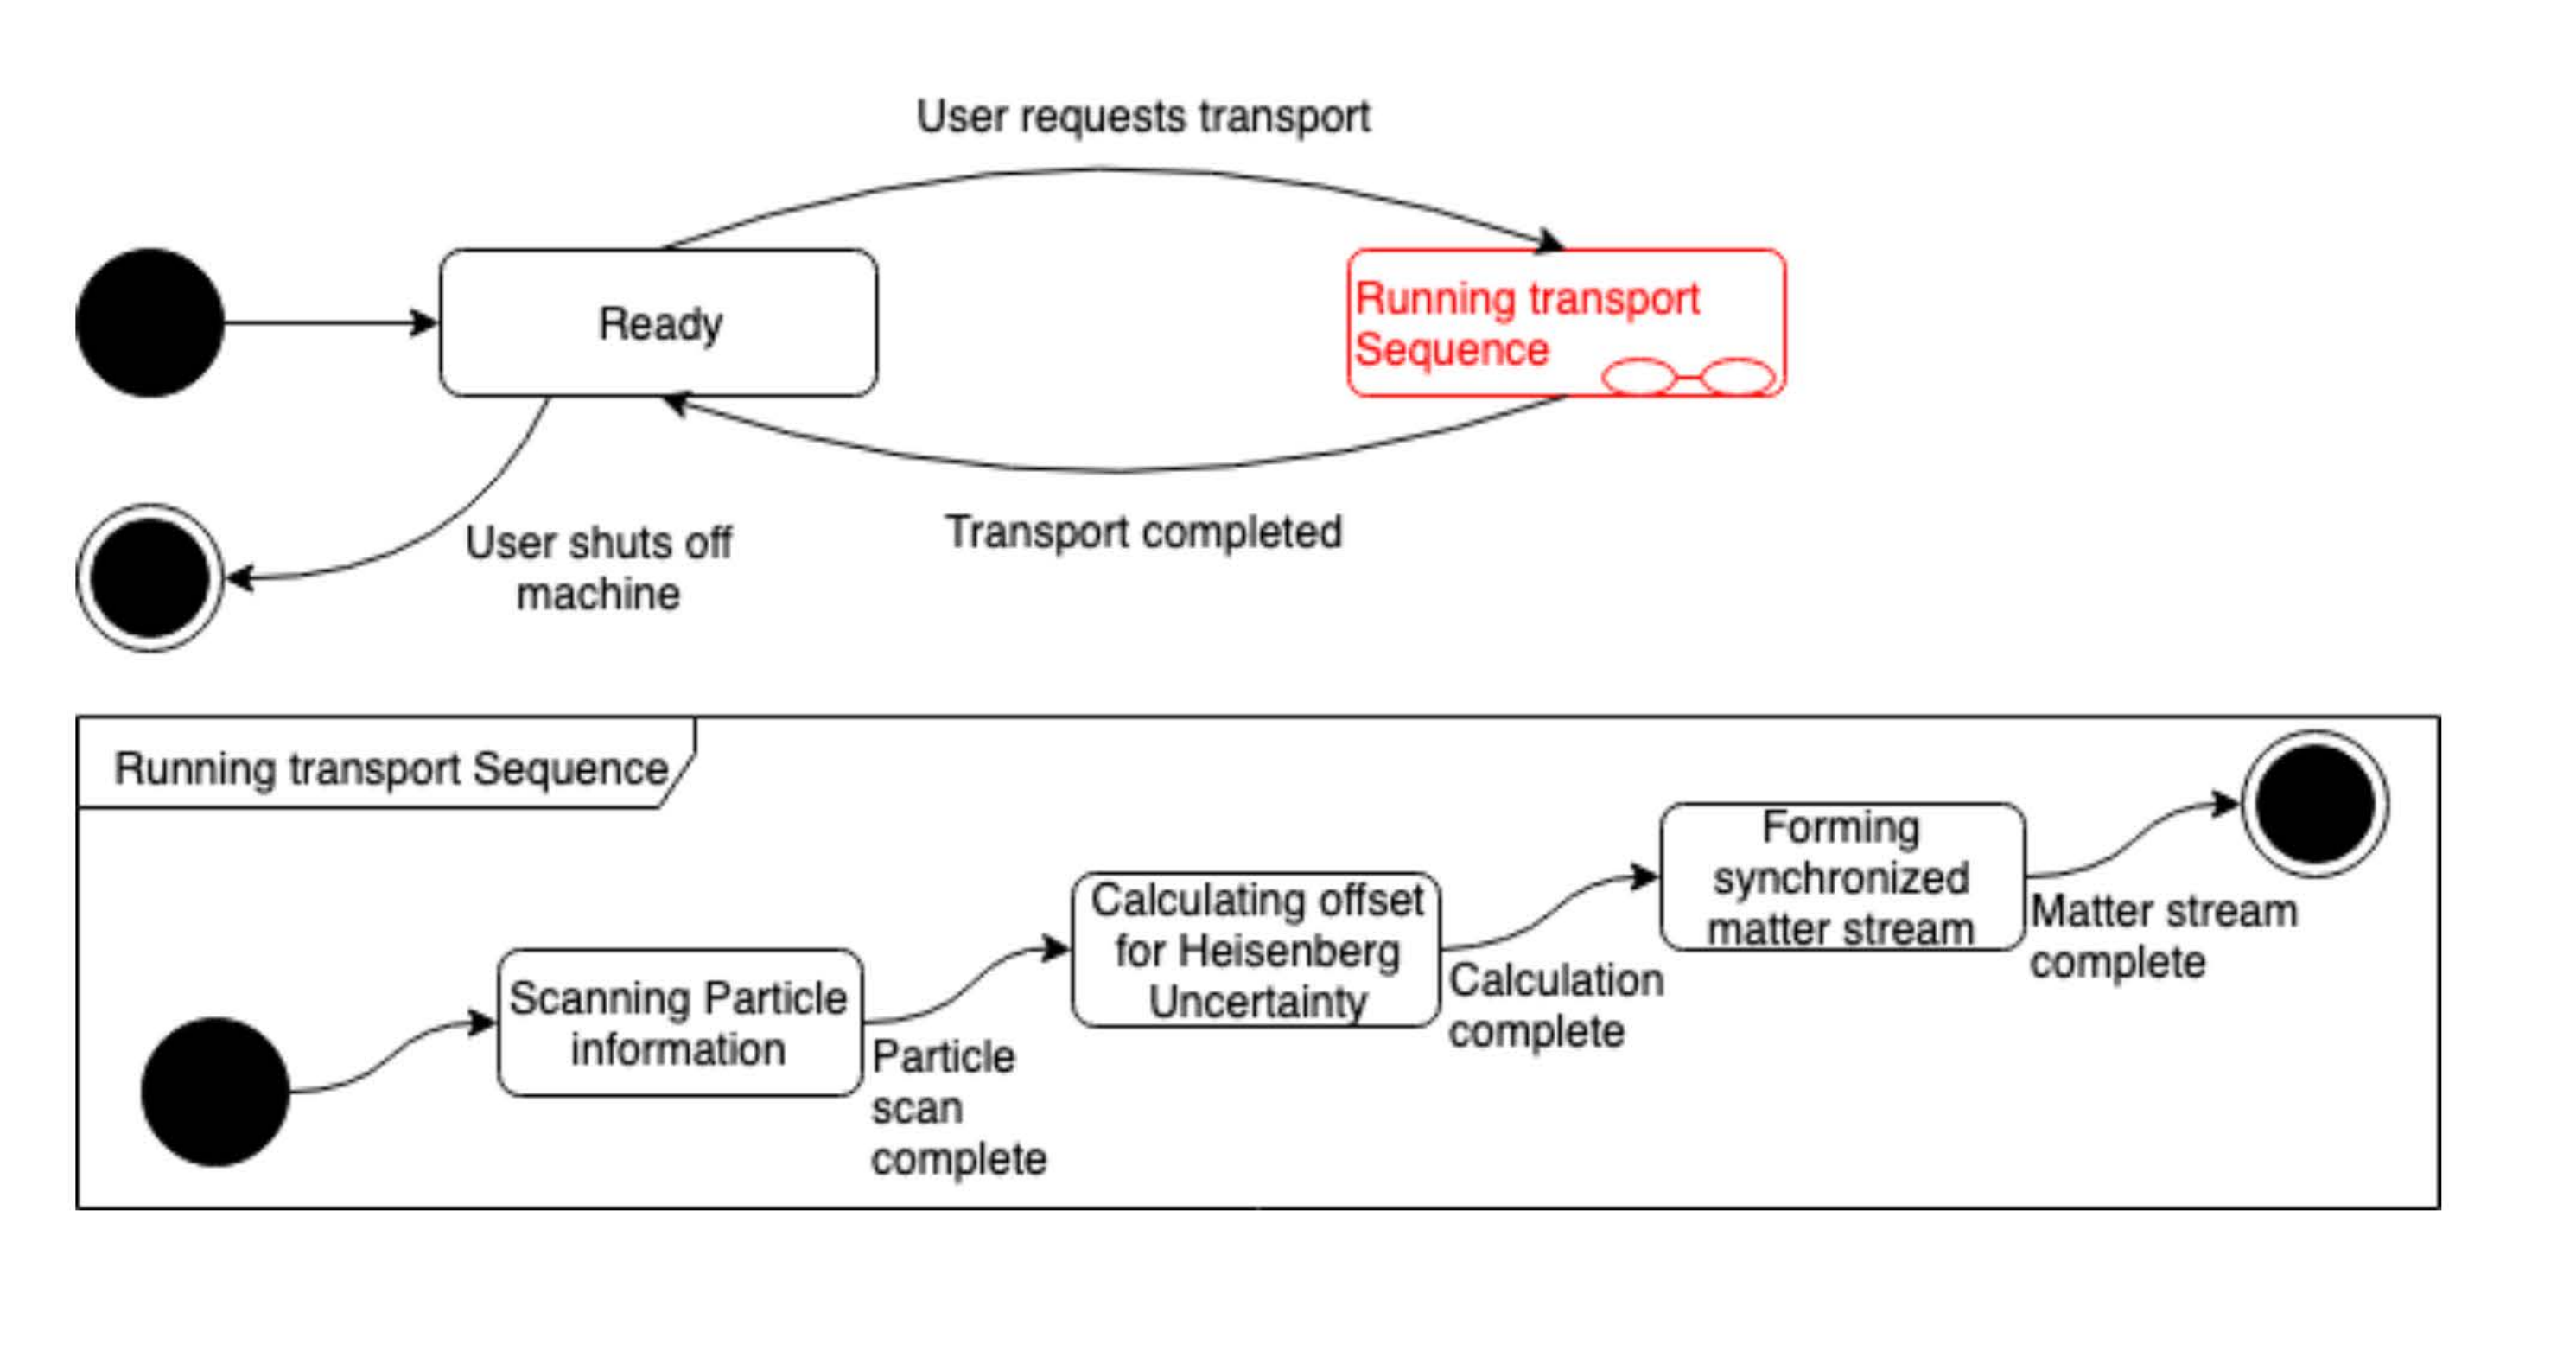 User requests transport
Ready
Running transport
Sequence
User shuts off
machine
Transport completed
Running transport Sequence
Scanning Particle
information
Particle
scan
complete
Calculating offset
for Heisenberg
Uncertainty
Calculation
complete
Forming
synchronized
matter stream
Matter stream
complete